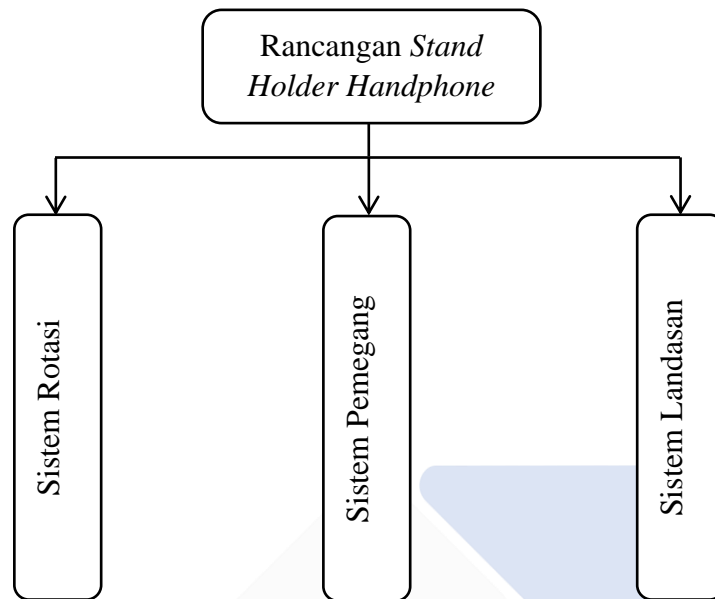 Rancangan Stand
Holder Handphone
Sistem Rotasi
Sistem Pemegang
Sistem Landasan